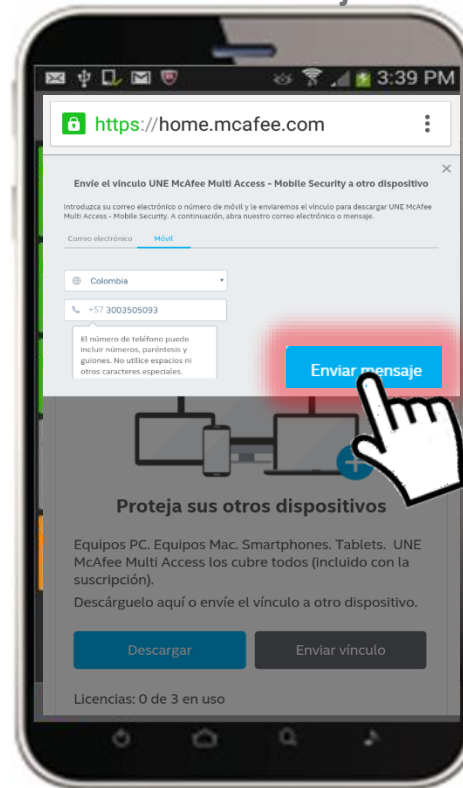 3:39 PM
https://home.mcafee.com
Envíe el vínculo UNE McAfee Multi Access - Mobile Security a otro dispositivo
Introduzca su correo electrónico o número de móvil y le enviaremos el vínculo para descargar UNE McAfee
Multi Access - Mobile Security. A continuación, abra nuestro correo electrónico o mensaje.
Correo electrónico Móvil
Colombia
+57 3003505093
El número de teléfono puede
incluir números, paréntesis y
guiones. No utilice espacios ni
otros caracteres especiales.
Enviar mensaje
Proteja sus otros dispositivos
Equipos PC. Equipos Mac. Smartphones. Tablets. UNE
McAfee Multi Access los cubre todos (incluido con la
suscripción).
Descárguelo aquí o envíe el vínculo a otro dispositivo.
Descargar Enviar vínculo
Licencias: 0 de 3 en uso